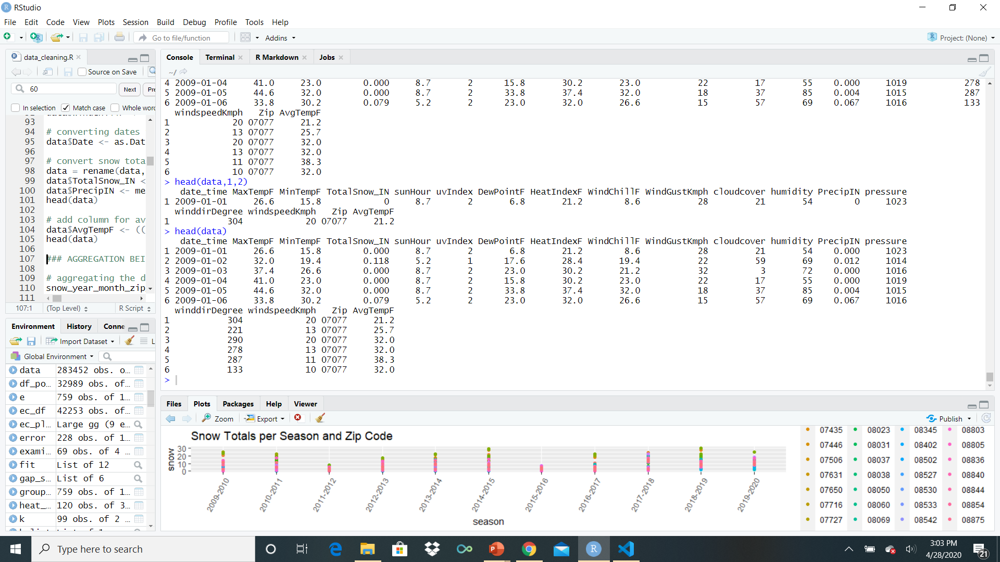 RStudio
File Edit Code View Plots Session Build Debug Profile Tools Help
Go to file/function Addins Project: (None)
data_cleaning.R
Source on Save
60 Next Pre
In selection Match case Whole word
93
94 # converting dates
95 data$Date <- as.Dat
96
97 # convert snow tota
98 data = rename(data,
99 data$TotalSnow_IN <
100 data$PrecipIN <- me
101 head(data)
102
103 # add column for av
104 data$AvgTempF <- ((
105 head(data)
106
107 ### AGGREGATION BEI
108
109 # aggregating the d
110 snow_year_month_zip
111
107:1 (Top Level) R Script
Environment History Conne
Import Dataset L
Global Environment
data 283452 obs. o…
df_po… 32989 obs. of…
e 759 obs. of 1…
ec_df 42253 obs. of…
ec_pl… Large gg (9 e…
error 228 obs. of 1…
exami… 69 obs. of 4 …
fit List of 12
gap_s… List of 6
group… 759 obs. of 1…
heat_… 120 obs. of 3…
k 99 obs. of 2 …
Console Terminal R Markdown Jobs
~/
4 2009-01-04 41.0 23.0 0.000 8.7 2 15.8 30.2 23.0 22 17 55 0.000 1019 278
5 2009-01-05 44.6 32.0 0.000 8.7 2 33.8 37.4 32.0 18 37 85 0.004 1015 287
6 2009-01-06 33.8 30.2 0.079 5.2 2 23.0 32.0 26.6 15 57 69 0.067 1016 133
windspeedKmph Zip AvgTempF
1 20 07077 21.2
2 13 07077 25.7
3 20 07077 32.0
4 13 07077 32.0
5 11 07077 38.3
6 10 07077 32.0
> head(data,1,2)
date_time MaxTempF MinTempF TotalSnow_IN sunHour uvIndex DewPointF HeatIndexF WindChillF WindGustKmph cloudcover humidity PrecipIN pressure
1 2009-01-01 26.6 15.8 0 8.7 2 6.8 21.2 8.6 28 21 54 0 1023
winddirDegree windspeedKmph Zip AvgTempF
1 304 20 07077 21.2
> head(data)
date_time MaxTempF MinTempF TotalSnow_IN sunHour uvIndex DewPointF HeatIndexF WindChillF WindGustKmph cloudcover humidity PrecipIN pressure
1 2009-01-01 26.6 15.8 0.000 8.7 2 6.8 21.2 8.6 28 21 54 0.000 1023
2 2009-01-02 32.0 19.4 0.118 5.2 1 17.6 28.4 19.4 22 59 69 0.012 1014
3 2009-01-03 37.4 26.6 0.000 8.7 2 23.0 30.2 21.2 32 3 72 0.000 1016
4 2009-01-04 41.0 23.0 0.000 8.7 2 15.8 30.2 23.0 22 17 55 0.000 1019
5 2009-01-05 44.6 32.0 0.000 8.7 2 33.8 37.4 32.0 18 37 85 0.004 1015
6 2009-01-06 33.8 30.2 0.079 5.2 2 23.0 32.0 26.6 15 57 69 0.067 1016
winddirDegree windspeedKmph Zip AvgTempF
1 304 20 07077 21.2
2 221 13 07077 25.7
3 290 20 07077 32.0
4 278 13 07077 32.0
5 287 11 07077 38.3
6 133 10 07077 32.0
>
Files Plots Packages Help Viewer
Zoom Export Publish
Snow Totals per Season and Zip Code
snow
30
20
10
0
2009-2010 2010-2011 2011-2012 2012-2013 2013-2014 2014-2015 2015-2016 2016-2017 2017-2018 2018-2019 2019-2020
season
07435 08023 08345 08803
07446 08031 08402 08805
07506 08037 08502 08836
07631 08038 08527 08840
07650 08050 08530 08844
07716 08060 08533 08854
07727 08069 08542 08875
Type here to search
3:03 PM
4/28/2020
21